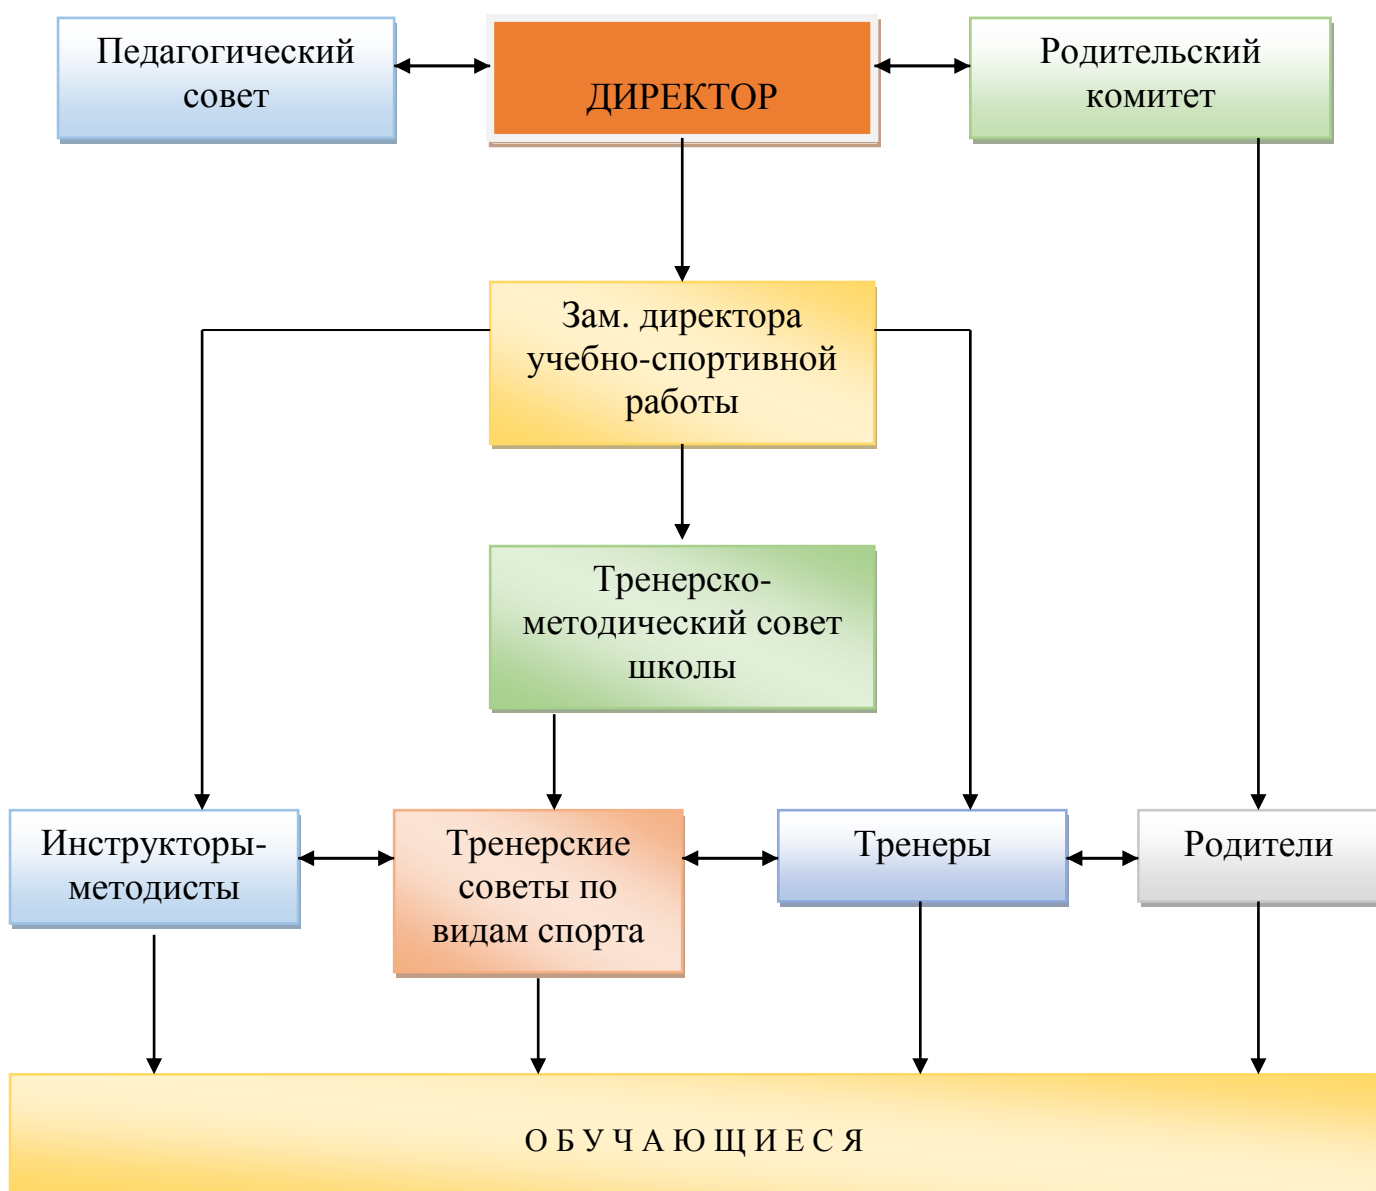 Педагогический
совет
ДИРЕКТОР
Родительский
комитет
Зам. директора
учебно-спортивной
работы
Тренерско-
методический совет
школы
Инструкторы-
методисты
Тренерские
советы по
видам спорта
Тренеры
Родители
О Б У Ч А Ю Щ И Е С Я